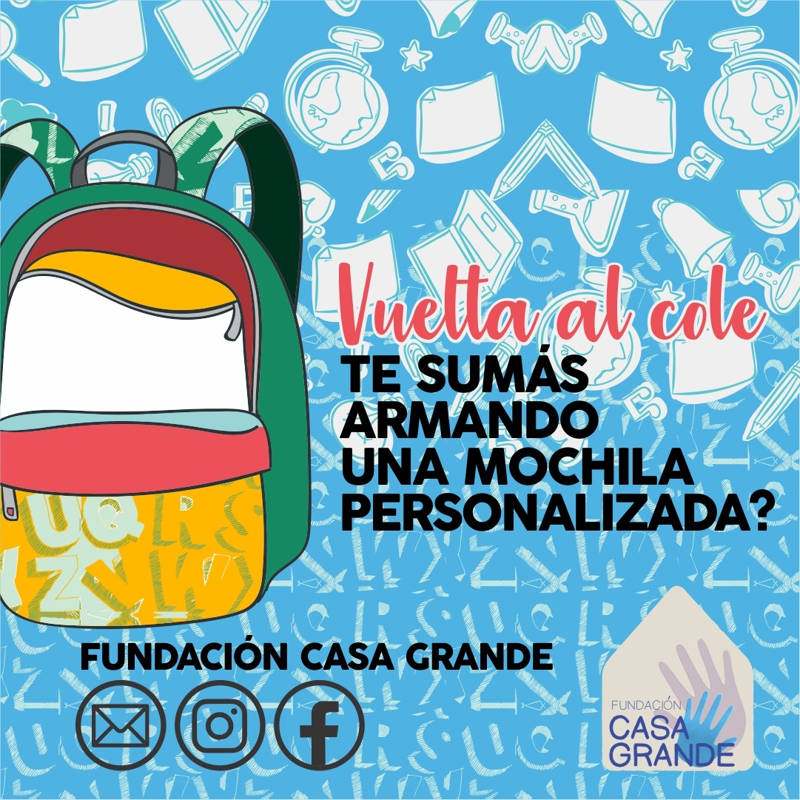 Vuelta al cole
TE SUMÁS
ARMANDO
UNA MOCHILA
PERSONALIZADA?
FUNDACIÓN CASA GRANDE
FUNDACIÓN
CASA
GRANDE